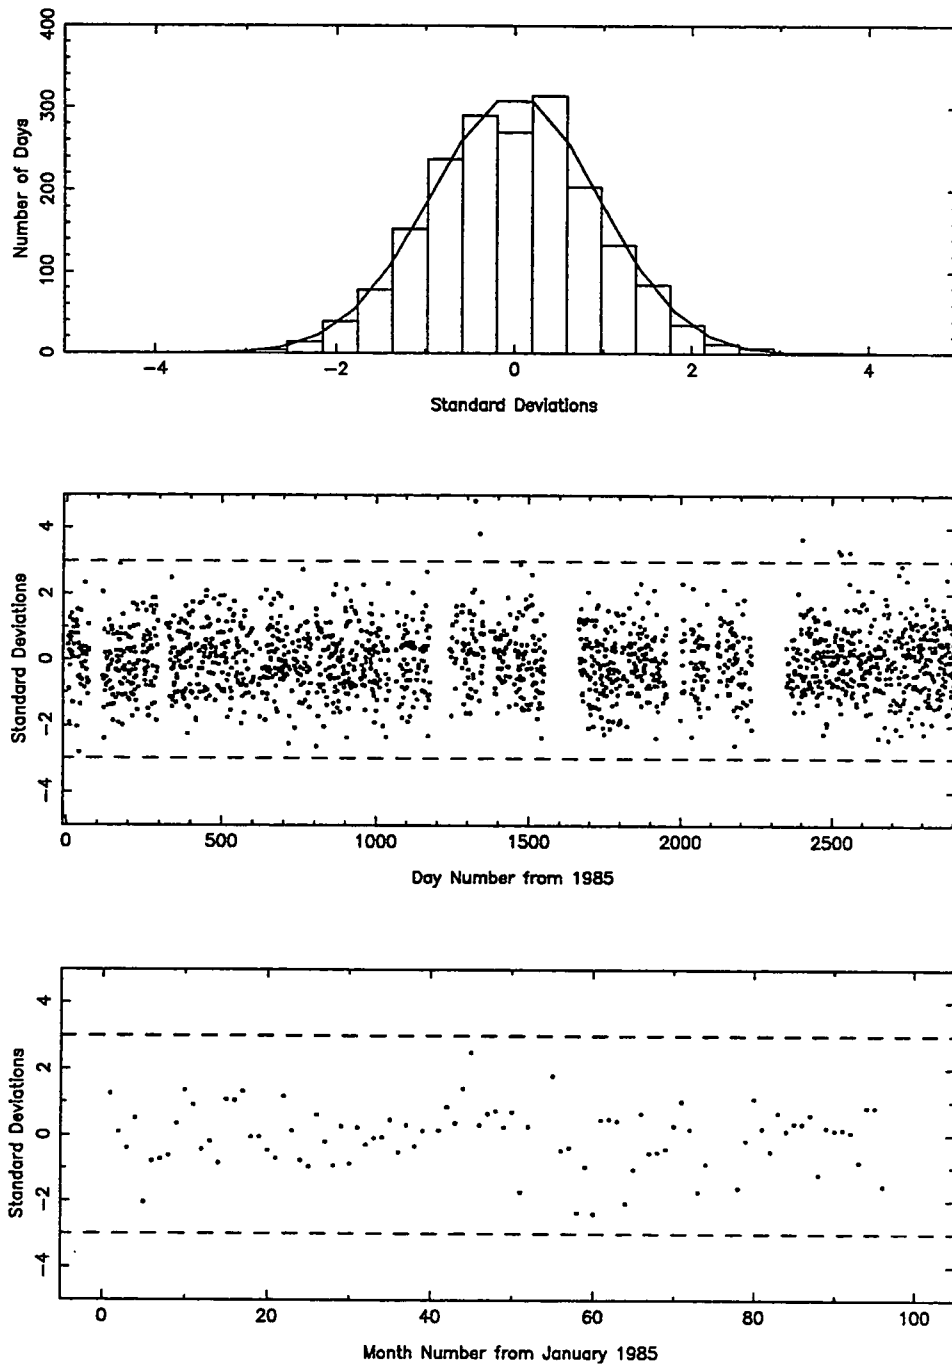 400
300
200
100
0
Number of Days
-4 -2 0 2 4
Standard Deviations
4
2
0
-2
-4
Standard Deviations
0 500 1000 1500 2000 2500
Day Number from 1985
4
2
0
-2
-4
Standard Deviations
0 20 40 60 80 100
Month Number from January 1985